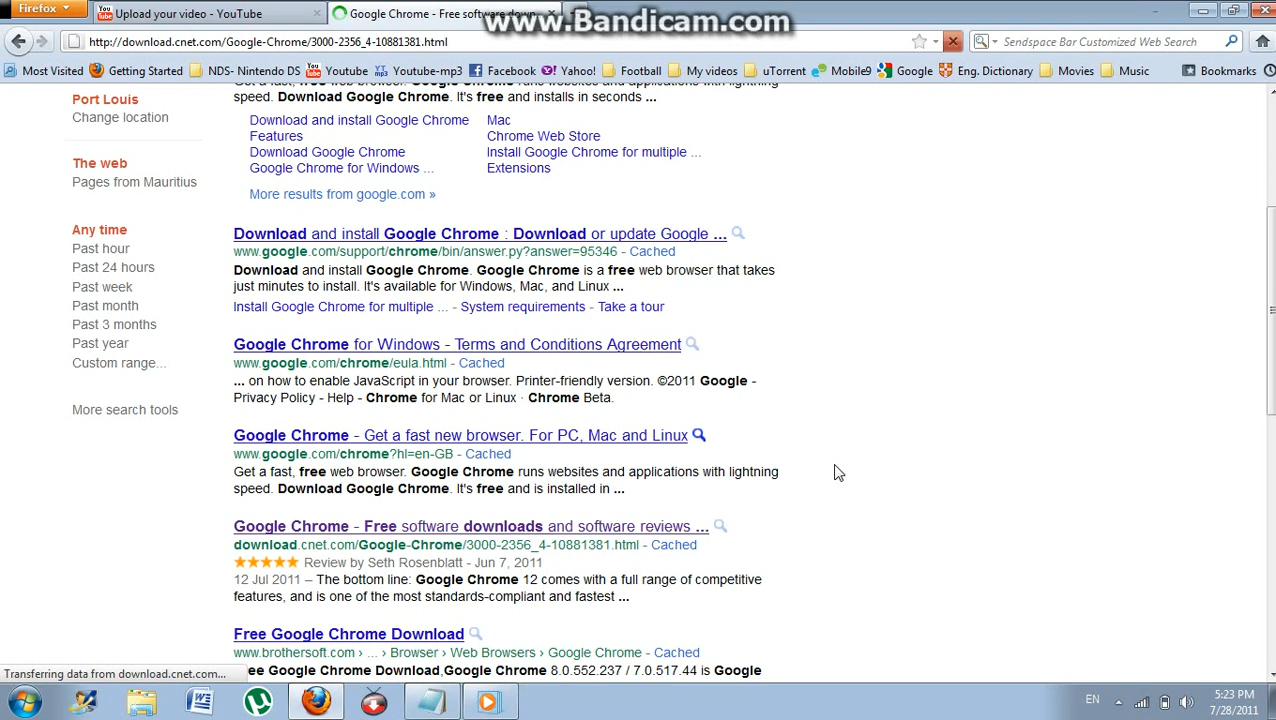 Firefox
Upload your video - YouTube
Google Chrome - Free software down
www.Bandicam.com
http://download.cnet.com/Google-Chrome/3000-2356_4-10881381.html
Sendspace Bar Customized Web Search
Most Visited Getting Started NDS- Nintendo DS Youtube Youtube-mp3 Facebook Yahoo! Football My videos uTorrent Mobile9 Google Eng. Dictionary Movies Music Bookmarks
Port Louis
Change location
The web
Pages from Mauritius
Any time
Past hour
Past 24 hours
Past week
Past month
Past 3 months
Past year
Custom range...
More search tools
speed. Download Google Chrome. It's free and installs in seconds ...
Download and install Google Chrome Mac
Features Chrome Web Store
Download Google Chrome Install Google Chrome for multiple ...
Google Chrome for Windows ... Extensions
More results from google.com »
Download and install Google Chrome : Download or update Google ...
www.google.com/support/chrome/bin/answer.py?answer=95346 - Cached
Download and install Google Chrome. Google Chrome is a free web browser that takes
just minutes to install. It's available for Windows, Mac, and Linux ...
Install Google Chrome for multiple ... - System requirements - Take a tour
Google Chrome for Windows - Terms and Conditions Agreement
www.google.com/chrome/eula.html - Cached
... on how to enable JavaScript in your browser. Printer-friendly version. ©2011 Google -
Privacy Policy - Help - Chrome for Mac or Linux · Chrome Beta.
Google Chrome - Get a fast new browser. For PC, Mac and Linux
www.google.com/chrome?hl=en-GB - Cached
Get a fast, free web browser. Google Chrome runs websites and applications with lightning
speed. Download Google Chrome. It's free and is installed in ...
Google Chrome - Free software downloads and software reviews ...
download.cnet.com/Google-Chrome/3000-2356_4-10881381.html - Cached
Review by Seth Rosenblatt - Jun 7, 2011
12 Jul 2011 – The bottom line: Google Chrome 12 comes with a full range of competitive
features, and is one of the most standards-compliant and fastest ...
Free Google Chrome Download
www.brothersoft.com › ... › Browser › Web Browsers › Google Chrome - Cached
Free Google Chrome Download,Google Chrome 8.0.552.237 / 7.0.517.44 is Google
Transferring data from download.cnet.com...
EN
5:23 PM
7/28/2011